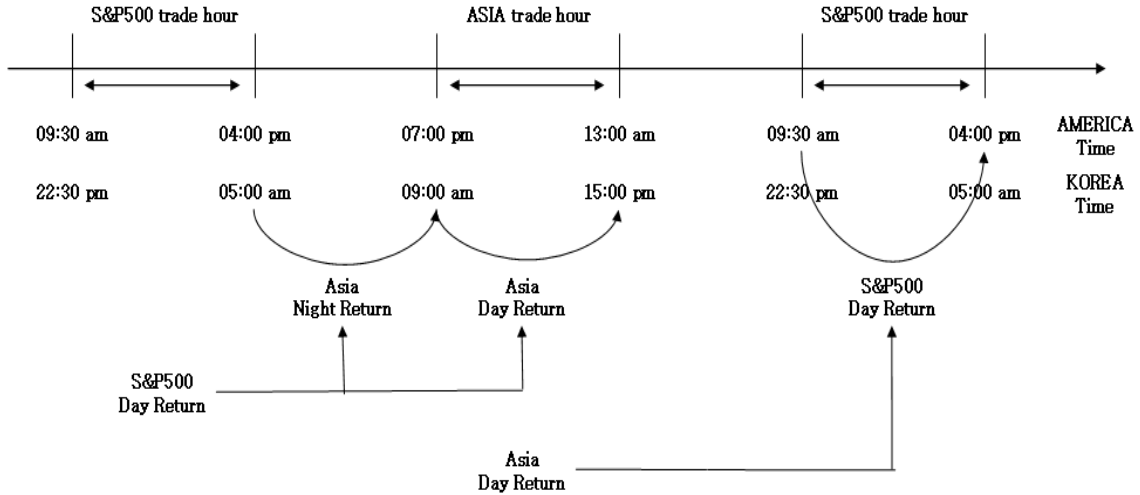 S&P500 trade hour
ASIA trade hour
S&P500 trade hour
09:30 am
04:00 pm
07:00 pm
13:00 am
09:30 am
04:00 pm
AMERICA
Time
22:30 pm
05:00 am
09:00 am
15:00 pm
22:30 pm
05:00 am
KOREA
Time
Asia
Night Return
Asia
Day Return
S&P500
Day Return
S&P500
Day Return
Asia
Day Return